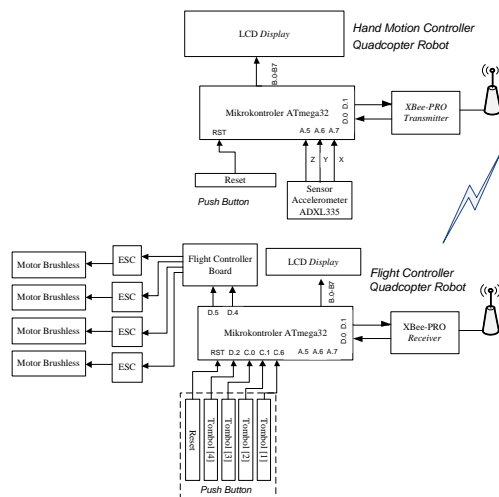 LCD Display
Hand Motion Controller
Quadcopter Robot
B.0-B7
Mikrokontroler ATmega32
D.1
D.0
RST
A.5 A.6 A.7
XBee-PRO
Transmitter
Z Y X
Reset
Push Button
Sensor
Accelerometer
ADXL335
Motor Brushless
ESC
Flight Controller
Board
LCD Display
Flight Controller
Quadcopter Robot
Motor Brushless
ESC
B.0-B7
D.5 D.4
Mikrokontroler ATmega32
D.1
D.0
XBee-PRO
Receiver
Motor Brushless
ESC
RST D.2 C.0 C.1 C.6
A.5 A.6 A.7
Motor Brushless
ESC
Reset
Tombol [4]
Tombol [3]
Tombol [2]
Tombol [1]
Push Button